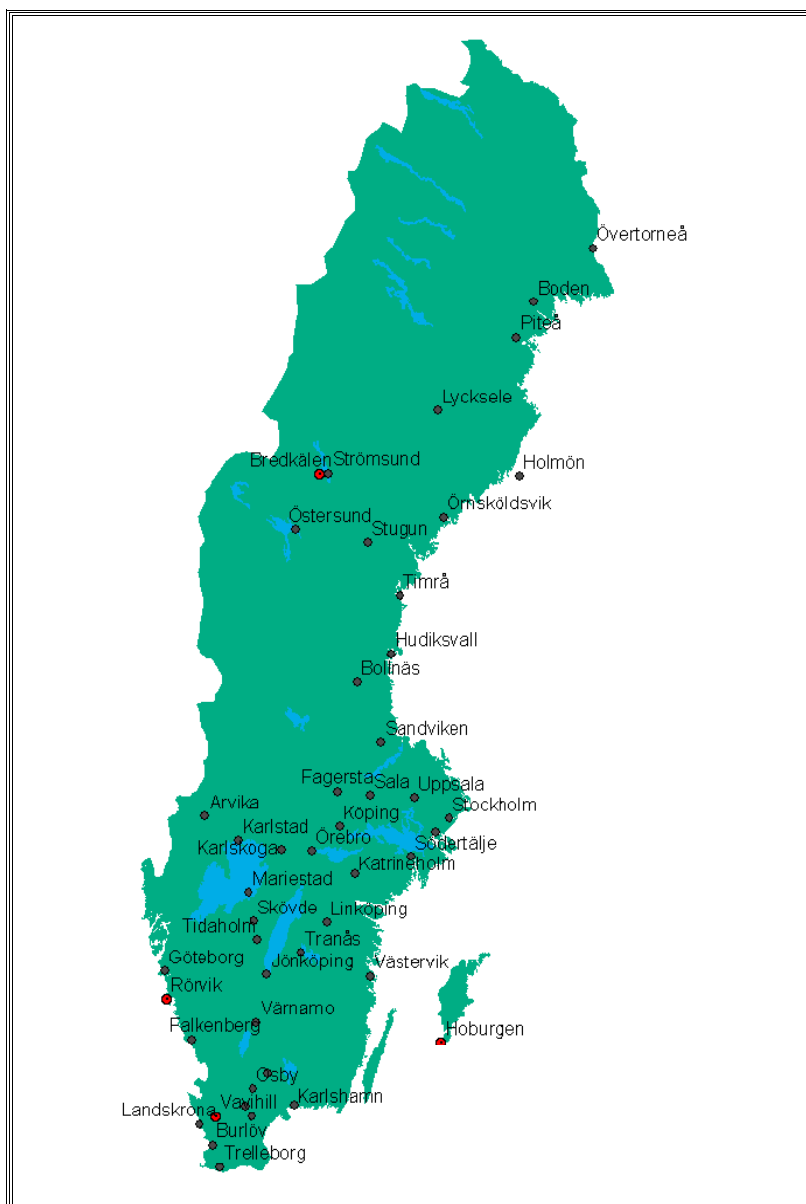 Övertorneå
Boden
Piteå
Lycksele
Bredkälen
Strömsund
Holmön
Östersund
Örnsköldsvik
Stugun
Timrå
Hudiksvall
Bollnäs
Sandviken
Fagersta
Sala
Uppsala
Arvika
Köping
Stockholm
Karlstad
Karlskoga
Örebro
Södertälje
Katrineholm
Mariestad
Skövde
Linköping
Tidaholm
Tranås
Göteborg
Jönköping
Västervik
Rörvik
Värnamo
Falkenberg
Hoburgen
Osby
Landskrona
Vavihill
Karlshamn
Burlöv
Trelleborg